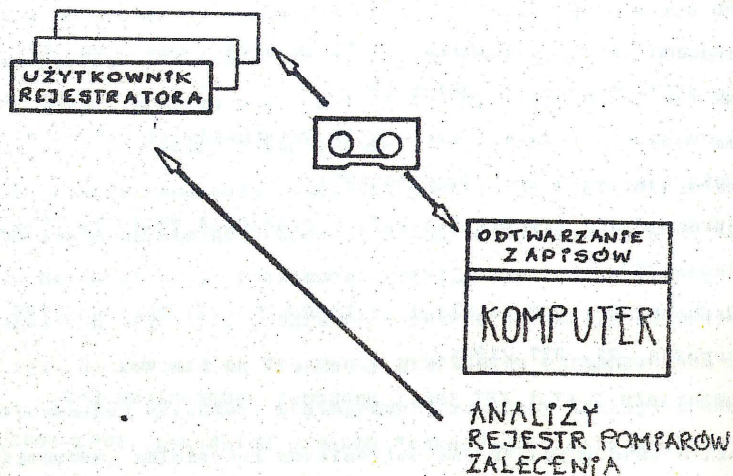 UŻYTKOWNIK
REJESTRATORA
ODTWARZANIE
ZAPISÓW
KOMPUTER
ANALIZY
REJESTR POMIARÓW
ZALECENIA